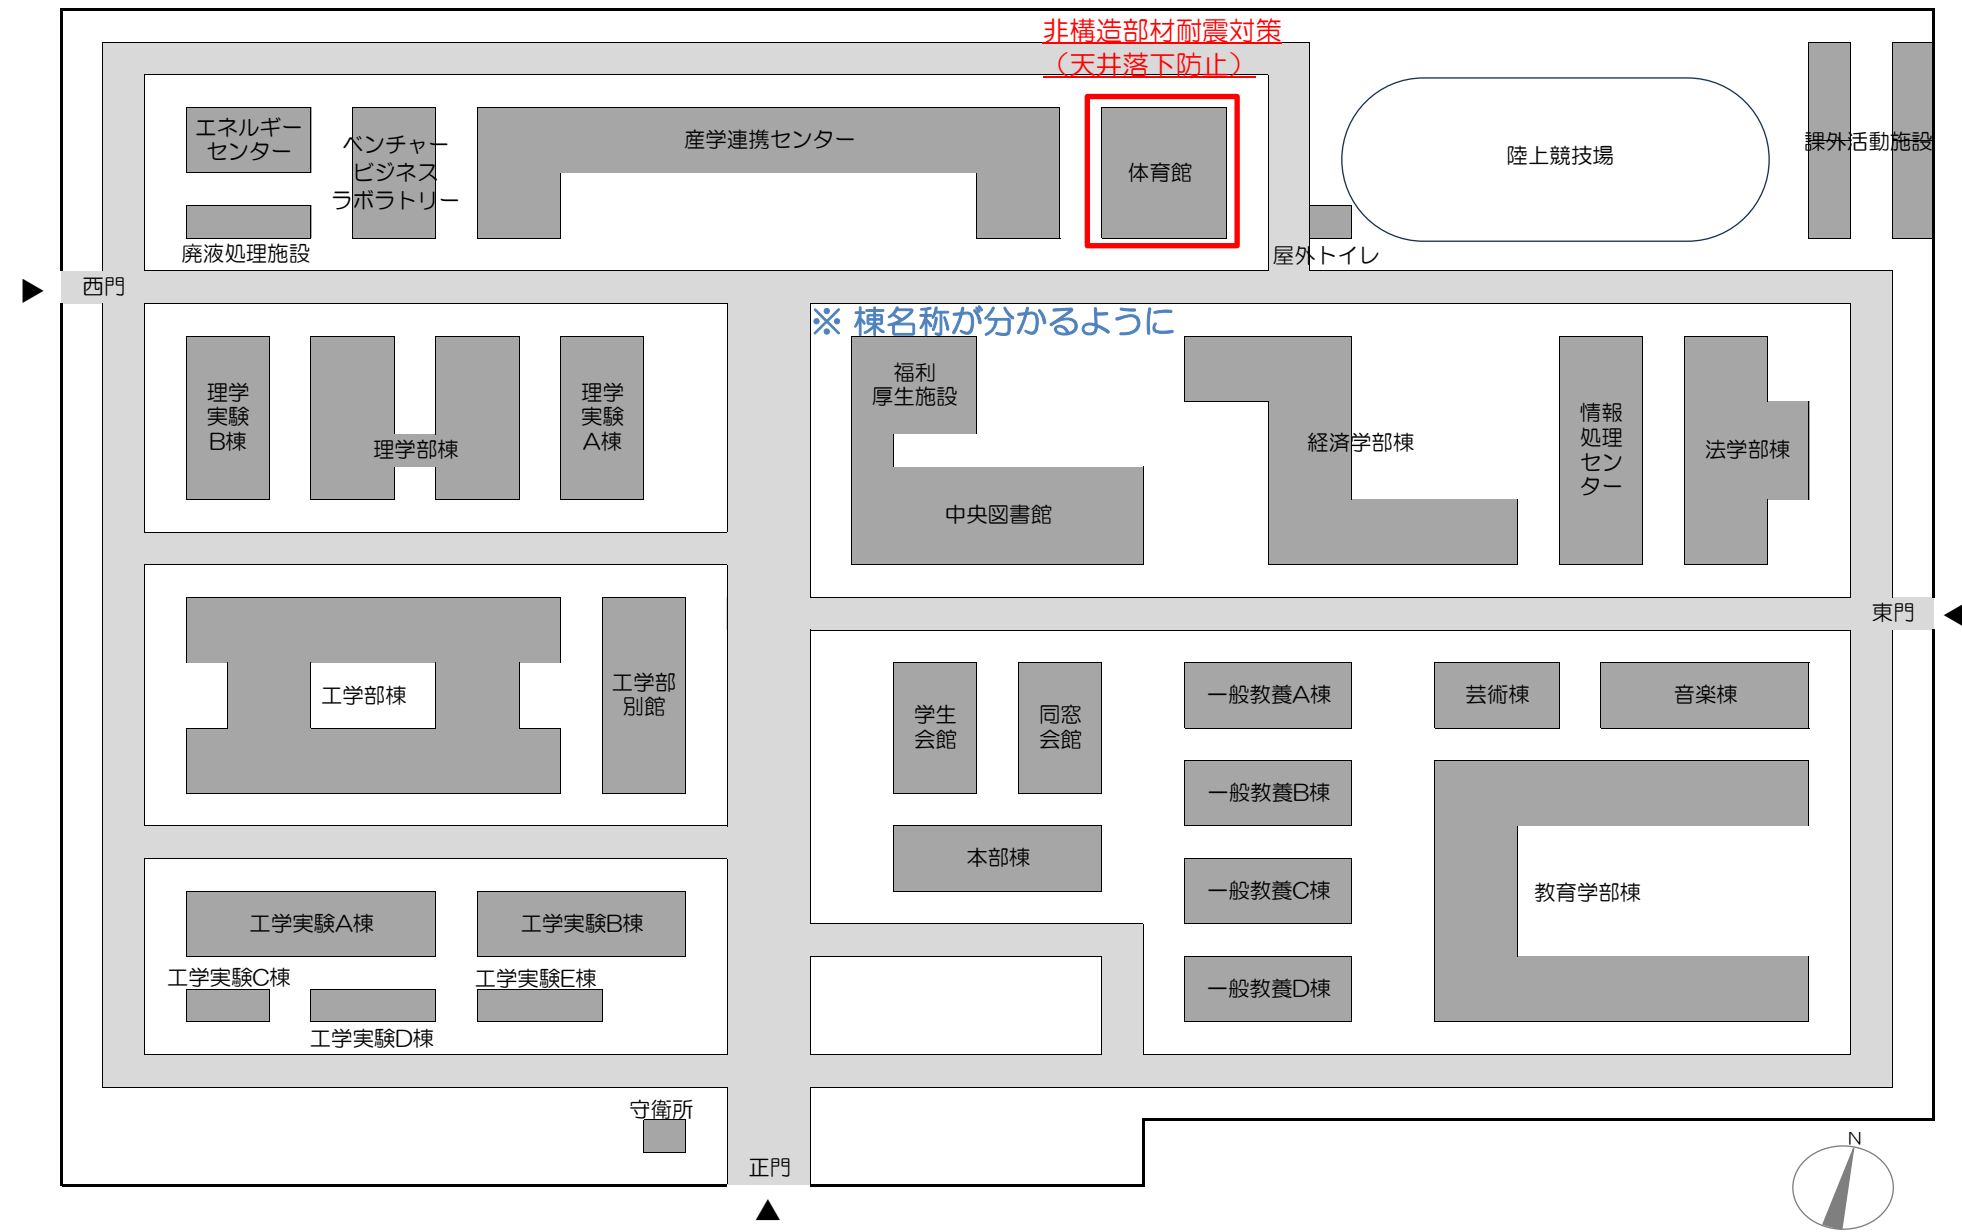 非構造部材耐震対策
（天井落下防止）
エネルギー
センター
ベンチャー
ビジネス
ラボラトリー
産学連携センター
体育館
陸上競技場
課外活動施設
廃液処理施設
屋外トイレ
西門
※ 棟名称が分かるように
理学
実験
B棟
理学部棟
理学
実験
A棟
福利
厚生施設
中央図書館
経済学部棟
情報
処理
セン
ター
法学部棟
東門
工学部棟
工学部
別館
学生
会館
同窓
会館
一般教養A棟
芸術棟
音楽棟
一般教養B棟
本部棟
一般教養C棟
教育学部棟
工学実験A棟
工学実験B棟
工学実験C棟
工学実験E棟
一般教養D棟
工学実験D棟
守衛所
正門
N